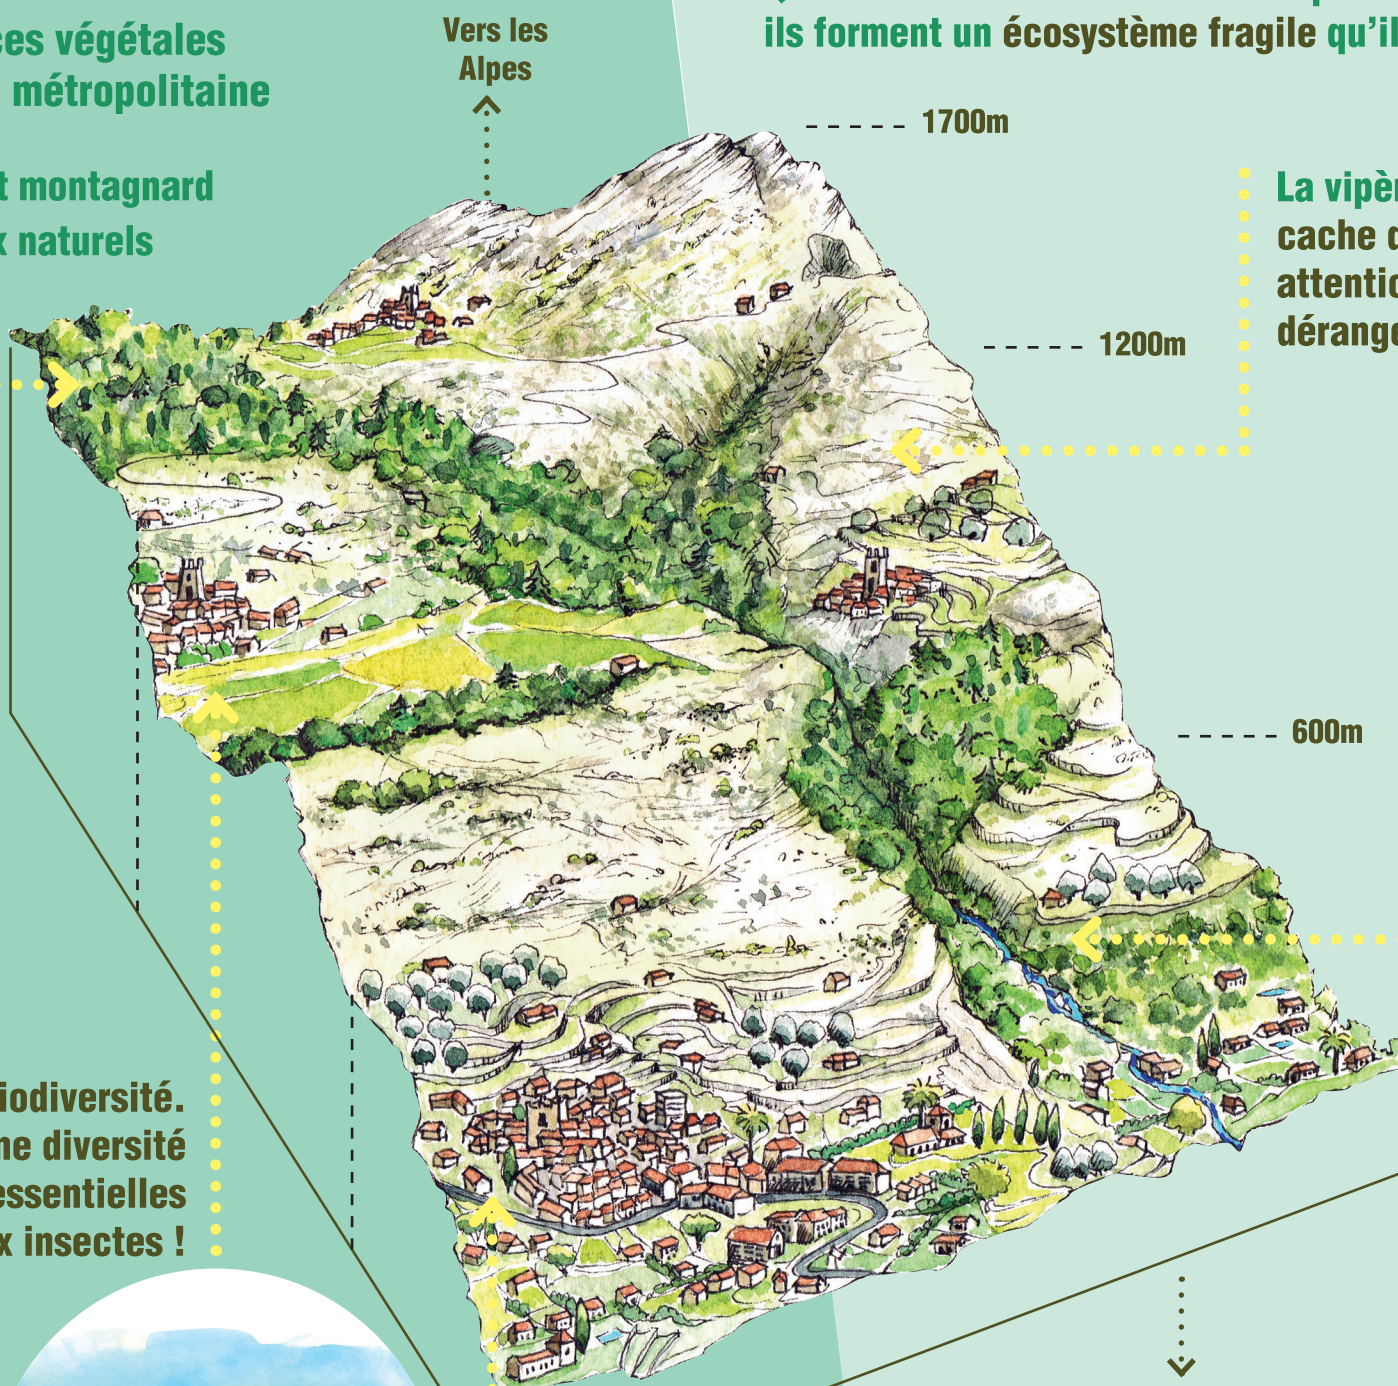 ces végétales
métropolitaine
t montagnard
x naturels
Vers les
Alpes
ils forment un écosystème fragile qu'il
1700m
La vipèr
cache d
attentio
dérange
1200m
600m
iodiversité.
ne diversité
essentielles
x insectes !